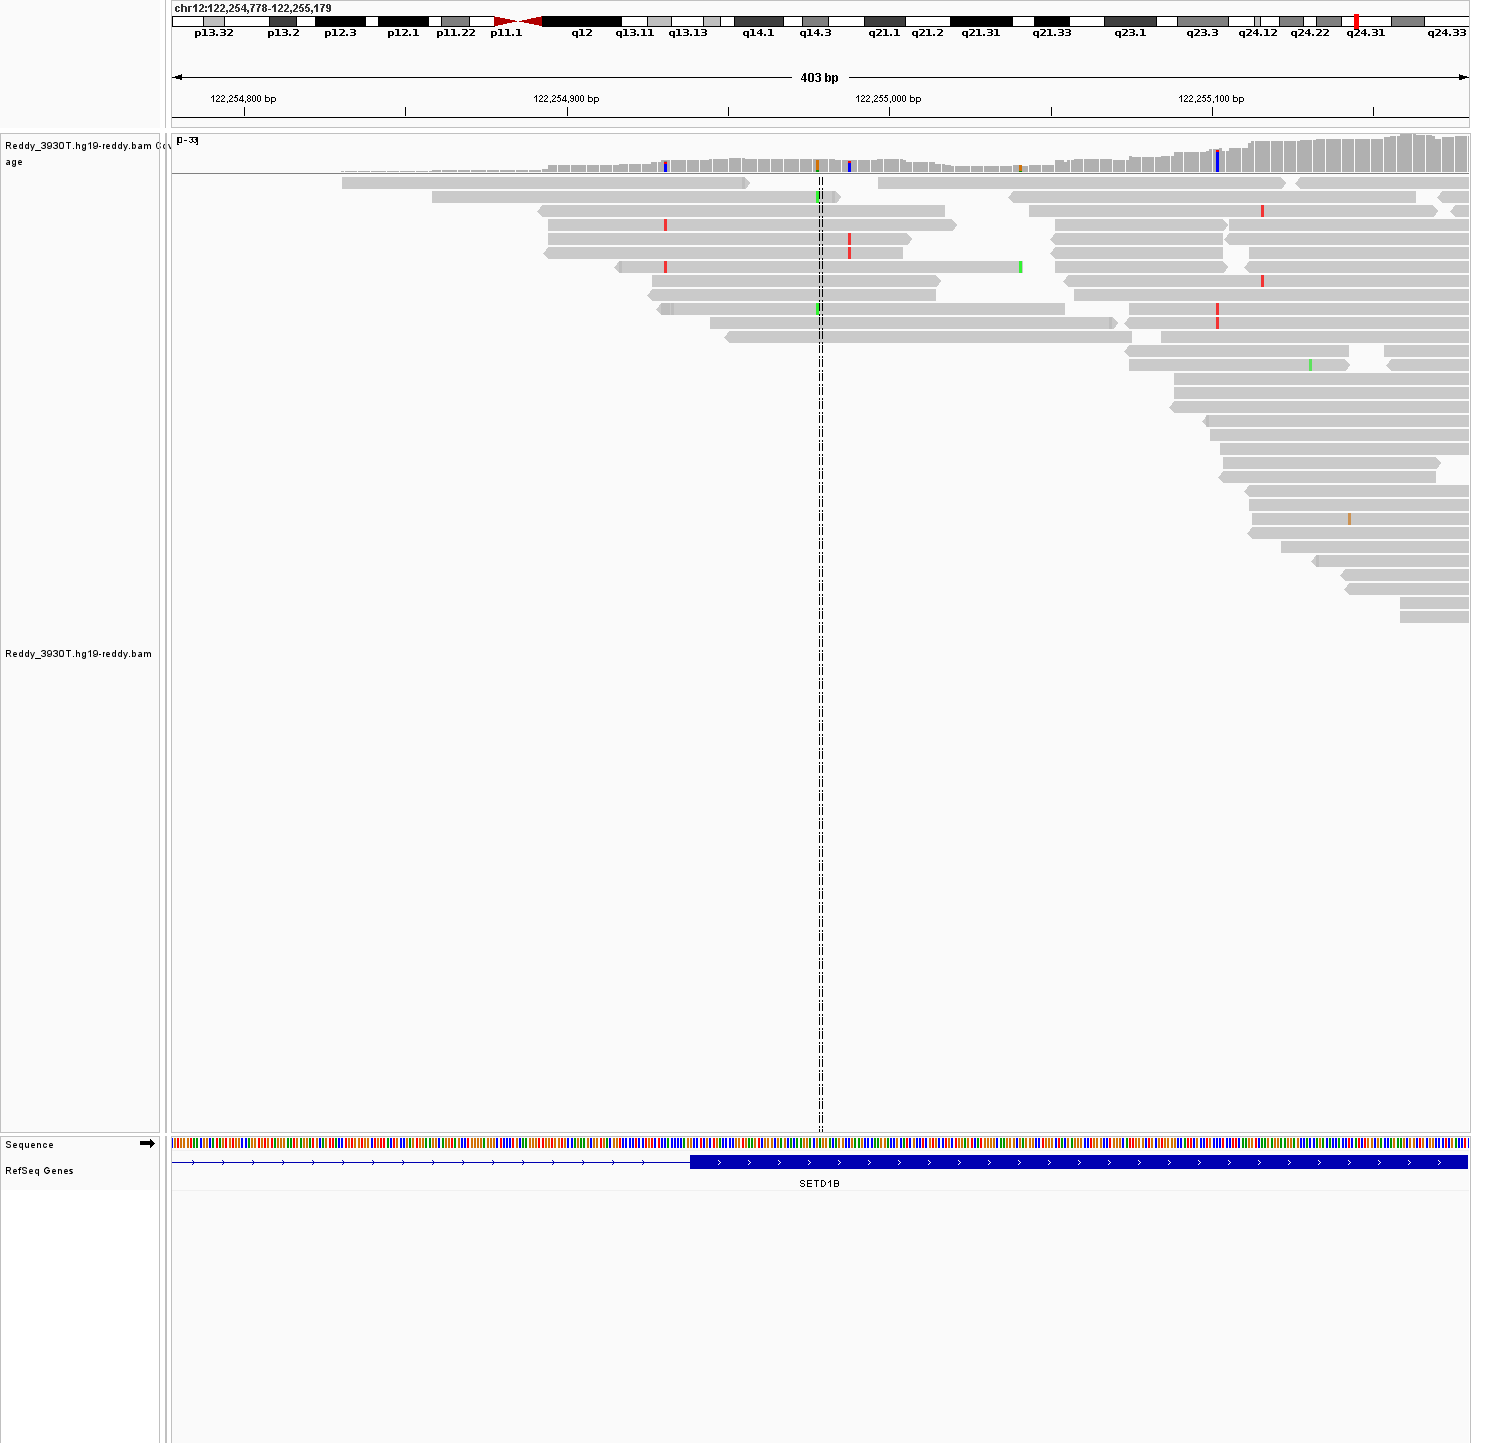 chr12:122,254,778-122,255,179
p13.32 p13.2 p12.3 p12.1 p11.22 p11.1 q12 q13.11 q13.13 q14.1 q14.3 q21.1 q21.2 q21.31 q21.33 q23.1 q23.3 q24.12 q24.22 q24.31 q24.33
403 bp
122,254,800 bp 122,254,900 bp 122,255,000 bp 122,255,100 bp
Reddy_3930T.hg19-reddy.bam Cov
age
[0 - 33]
Reddy_3930T.hg19-reddy.bam
Sequence
RefSeq Genes
SETD1B